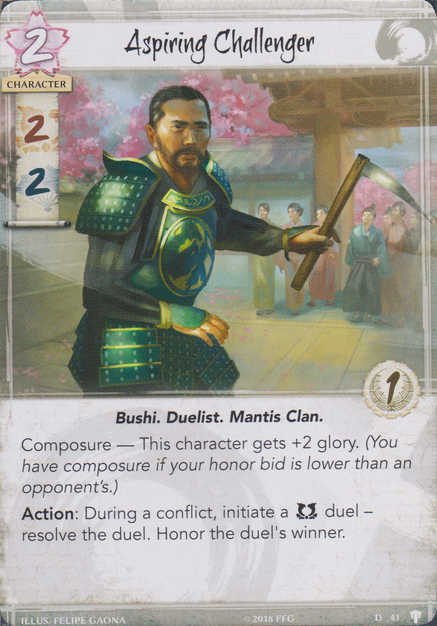 2
Aspiring Challenger
CHARACTER
2
2
1
Bushi. Duelist. Mantis Clan.
Composure — This character gets +2 glory. (You
have composure if your honor bid is lower than an
opponent's.)
Action: During a conflict, initiate a duel –
resolve the duel. Honor the duel's winner.
ILLUS. FELIPE GAONA ©2018 FFG D 41